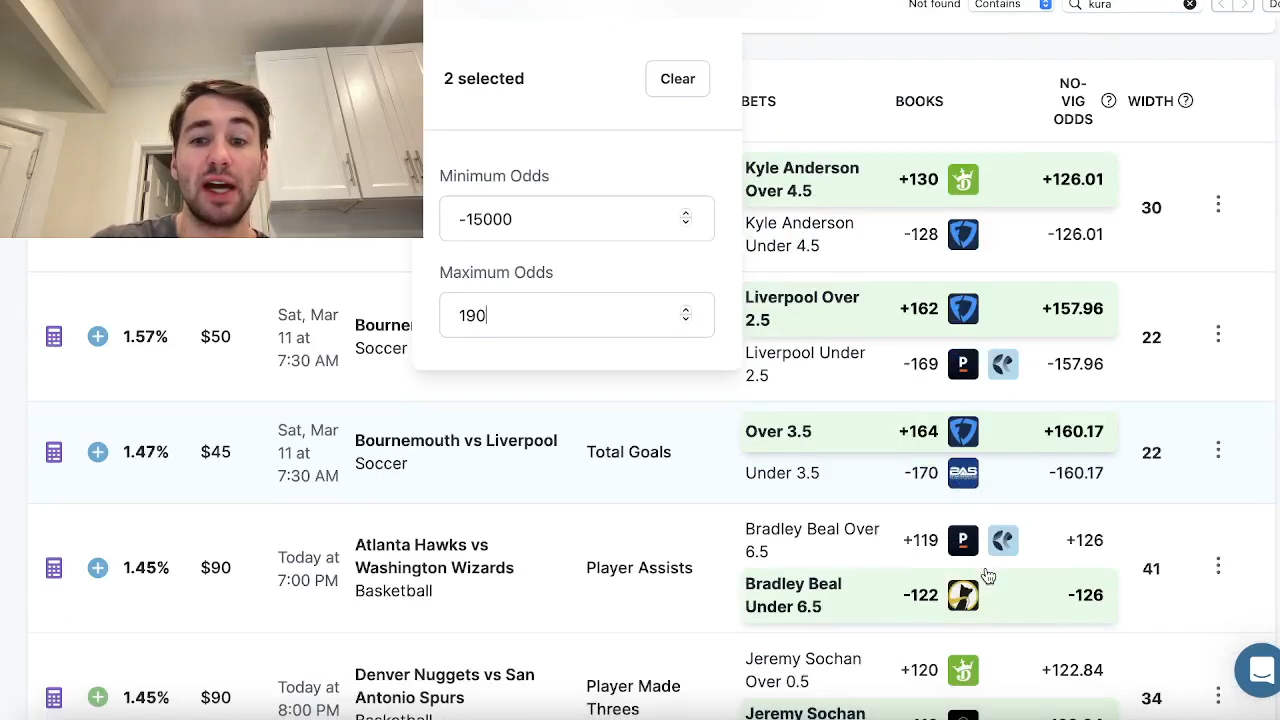 Not found
Contains
kura
2 selected
Clear
Minimum Odds
-15000
Maximum Odds
190
BETS
BOOKS
NO-
VIG
ODDS
?
WIDTH
?
Kyle Anderson
Over 4.5
+130
+126.01
Kyle Anderson
Under 4.5
-128
-126.01
30
1.57%
$50
Sat, Mar
11 at
7:30 AM
Bourne
Soccer
Liverpool Over
2.5
+162
+157.96
Liverpool Under
2.5
-169
P
-157.96
22
1.47%
$45
Sat, Mar
11 at
7:30 AM
Bournemouth vs Liverpool
Soccer
Total Goals
Over 3.5
+164
+160.17
Under 3.5
-170
-160.17
22
1.45%
$90
Today at
7:00 PM
Atlanta Hawks vs
Washington Wizards
Basketball
Player Assists
Bradley Beal Over
6.5
+119
P
+126
Bradley Beal
Under 6.5
-122
-126
41
1.45%
$90
Today at
8:00 PM
Denver Nuggets vs San
Antonio Spurs
Basketball
Player Made
Threes
Jeremy Sochan
Over 0.5
+120
+122.84
Jeremy Sochan
34